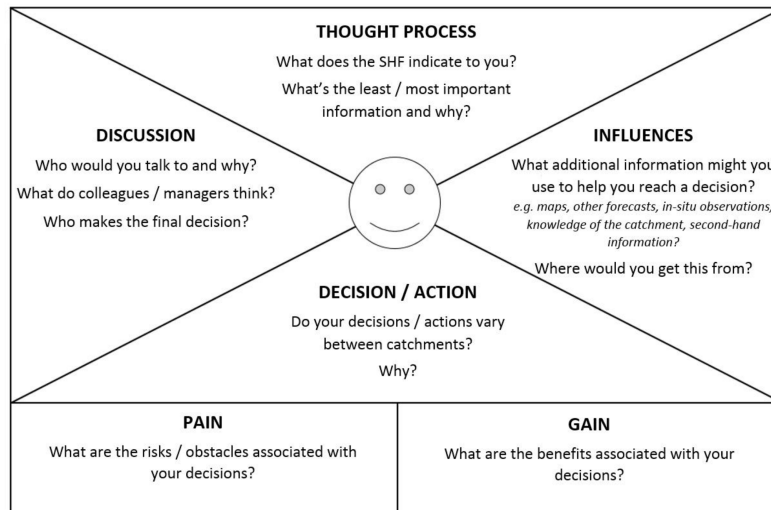 THOUGHT PROCESS
What does the SHF indicate to you?
What's the least / most important
information and why?
DISCUSSION
Who would you talk to and why?
What do colleagues / managers think?
Who makes the final decision?
INFLUENCES
What additional information might you
use to help you reach a decision?
e.g. maps, other forecasts, in-situ observations,
knowledge of the catchment, second-hand
information?
Where would you get this from?
DECISION / ACTION
Do your decisions / actions vary
between catchments?
Why?
PAIN
What are the risks / obstacles associated with
your decisions?
GAIN
What are the benefits associated with your
decisions?